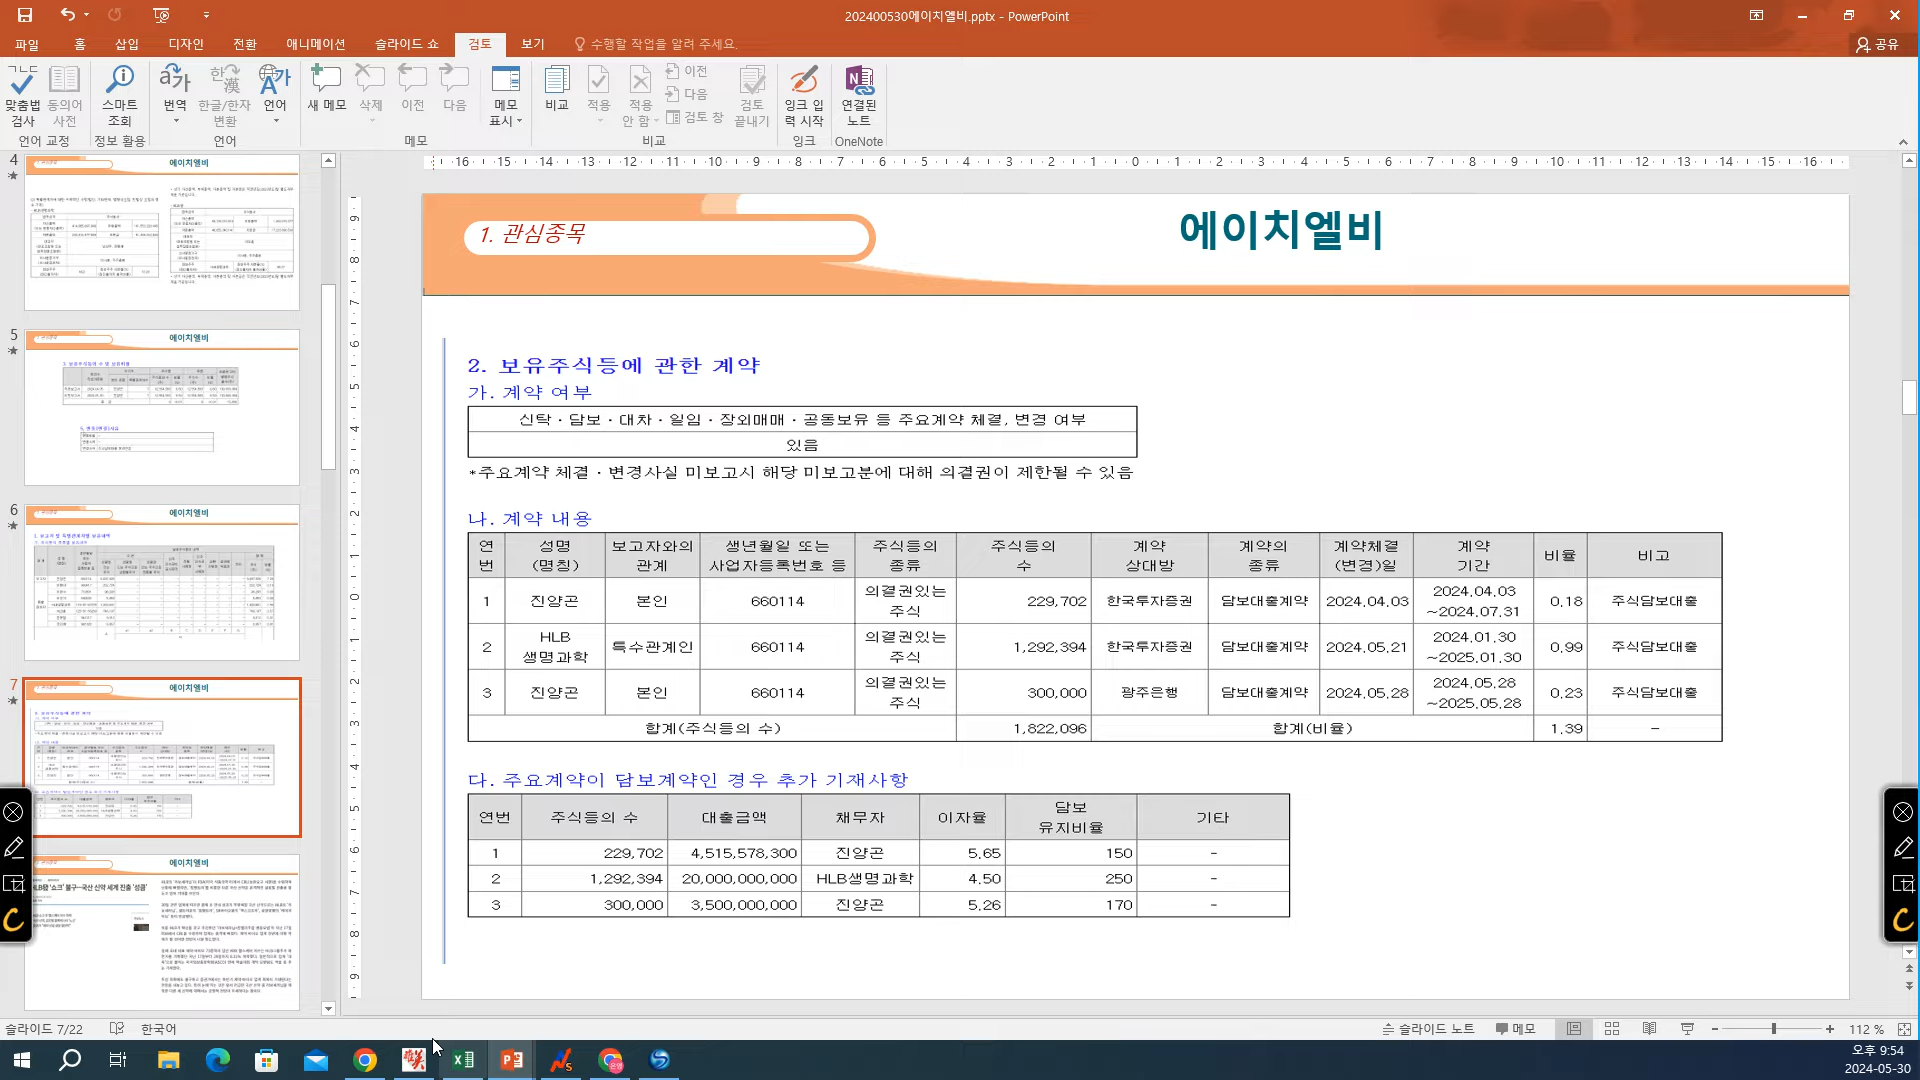 202400530에이치엘비.pptx - PowerPoint
파일 홈 삽입 디자인 전환 애니메이션 슬라이드 쇼 검토 보기 수행할 작업을 알려 주세요. 공유
맞춤법 검사 동의어 사전 스마트 조회 번역 한글/한자 변환 언어 새 메모 삭제 이전 다음 메모 표시 비교 적용 적용 안 함 이전 다음 검토 창 검토 끝내기 잉크 입력 시작 연결된 노트
언어 교정 정보 활용 언어 메모 비교 잉크 OneNote
4
에이치엘비
5
에이치엘비
6
에이치엘비
7
에이치엘비
에이치엘비
1. 관심종목
에이치엘비
2. 보유주식등에 관한 계약
가. 계약 여부
신탁 · 담보 · 대차 · 일임 · 장외매매 · 공동보유 등 주요계약 체결, 변경 여부
있음
*주요계약 체결 · 변경사실 미보고시 해당 미보고분에 대해 의결권이 제한될 수 있음
나. 계약 내용
연번 성명(명칭) 보고자와의 관계 생년월일 또는 사업자등록번호 등 주식등의 종류 주식등의 수 계약 상대방 계약의 종류 계약체결(변경)일 계약 기간 비율 비고
1 진양곤 본인 660114 의결권있는 주식 229,702 한국투자증권 담보대출계약 2024.04.03 2024.04.03 ~2024.07.31 0.18 주식담보대출
2 HLB 생명과학 특수관계인 660114 의결권있는 주식 1,292,394 한국투자증권 담보대출계약 2024.05.21 2024.01.30 ~2025.01.30 0.99 주식담보대출
3 진양곤 본인 660114 의결권있는 주식 300,000 광주은행 담보대출계약 2024.05.28 2024.05.28 ~2025.05.28 0.23 주식담보대출
합계(주식등의 수) 1,822,096 합계(비율) 1.39 -
다. 주요계약이 담보계약인 경우 추가 기재사항
연번 주식등의 수 대출금액 채무자 이자율 담보 유지비율 기타
1 229,702 4,515,578,300 진양곤 5.65 150 -
2 1,292,394 20,000,000,000 HLB생명과학 4.50 250 -
3 300,000 3,500,000,000 진양곤 5.26 170 -
슬라이드 7/22 한국어 슬라이드 노트 메모 112 %
오후 9:54
2024-05-30